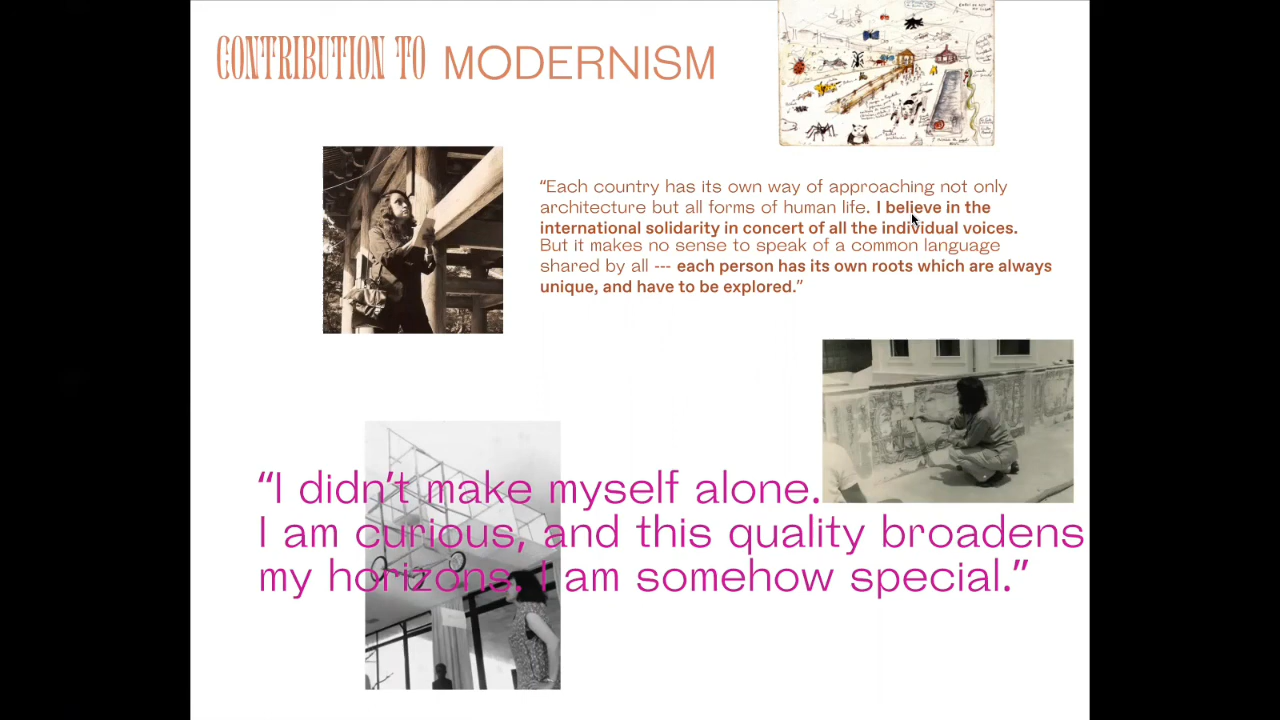 CONTRIBUTION TO MODERNISM
“Each country has its own way of approaching not only
architecture but all forms of human life. I believe in the
international solidarity in concert of all the individual voices.
But it makes no sense to speak of a common language
shared by all --- each person has its own roots which are always
unique, and have to be explored.”
“I didn’t make myself alone.
I am curious, and this quality broadens
my horizons. I am somehow special.”